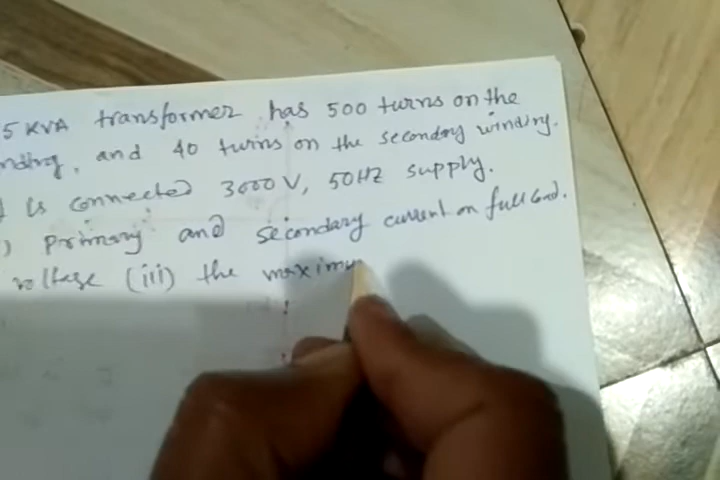 5 KVA transformer has 500 turns on the
nding, and 40 turns on the secondary winding.
is connected 3000 V, 50HZ supply.
) primary and secondary current on full load.
voltage (iii) the maximu